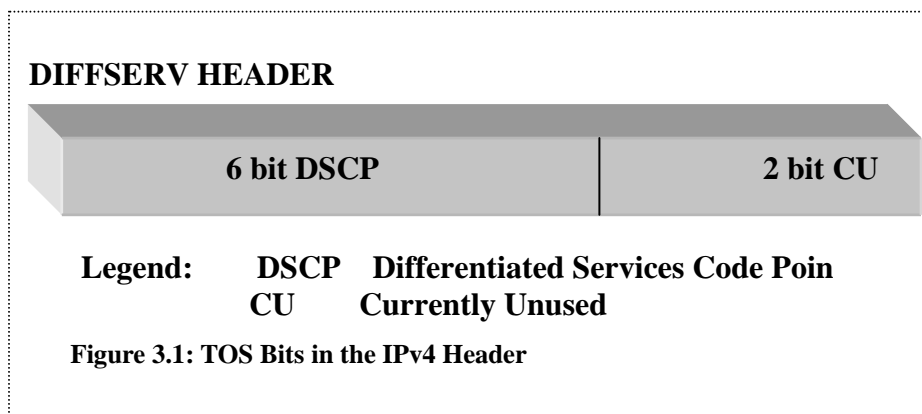 DIFFSERV HEADER
6 bit DSCP 2 bit CU
Legend: DSCP Differentiated Services Code Poin
CU Currently Unused
Figure 3.1: TOS Bits in the IPv4 Header